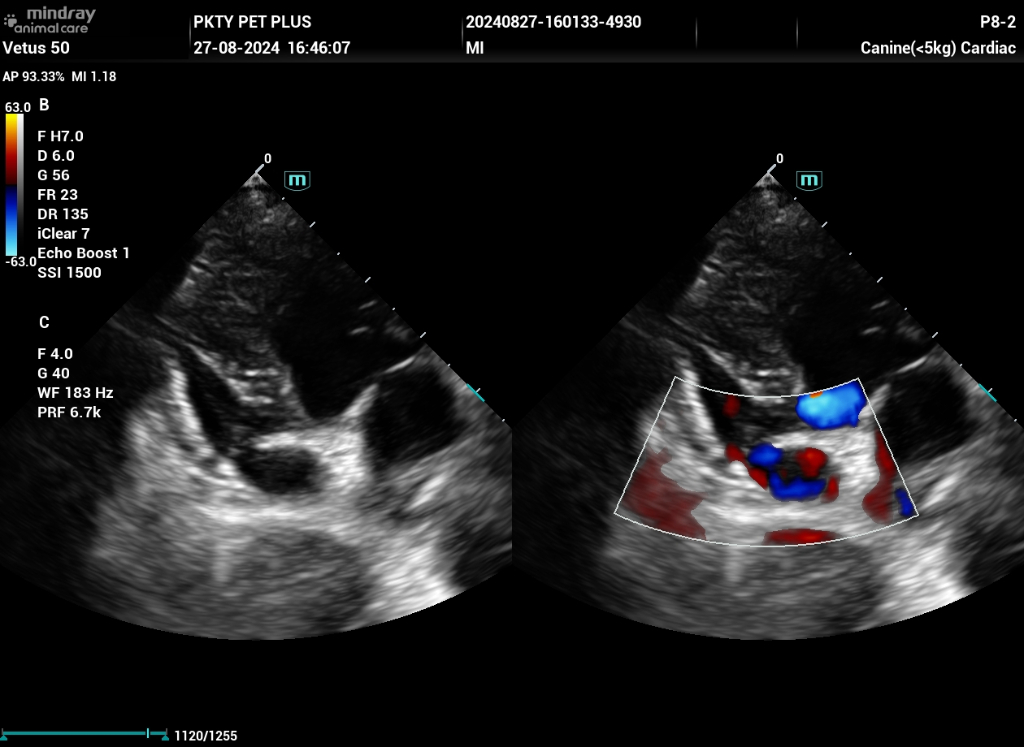 mindray
animalcare
Vetus 50
PKTY PET PLUS
27-08-2024 16:46:07
20240827-160133-4930
MI
P8-2
Canine(<5kg) Cardiac
AP 93.33% MI 1.18
63.0
-63.0
B
F H7.0
D 6.0
G 56
FR 23
DR 135
iClear 7
Echo Boost 1
SSI 1500
C
F 4.0
G 40
WF 183 Hz
PRF 6.7k
0
m
0
m
1120/1255